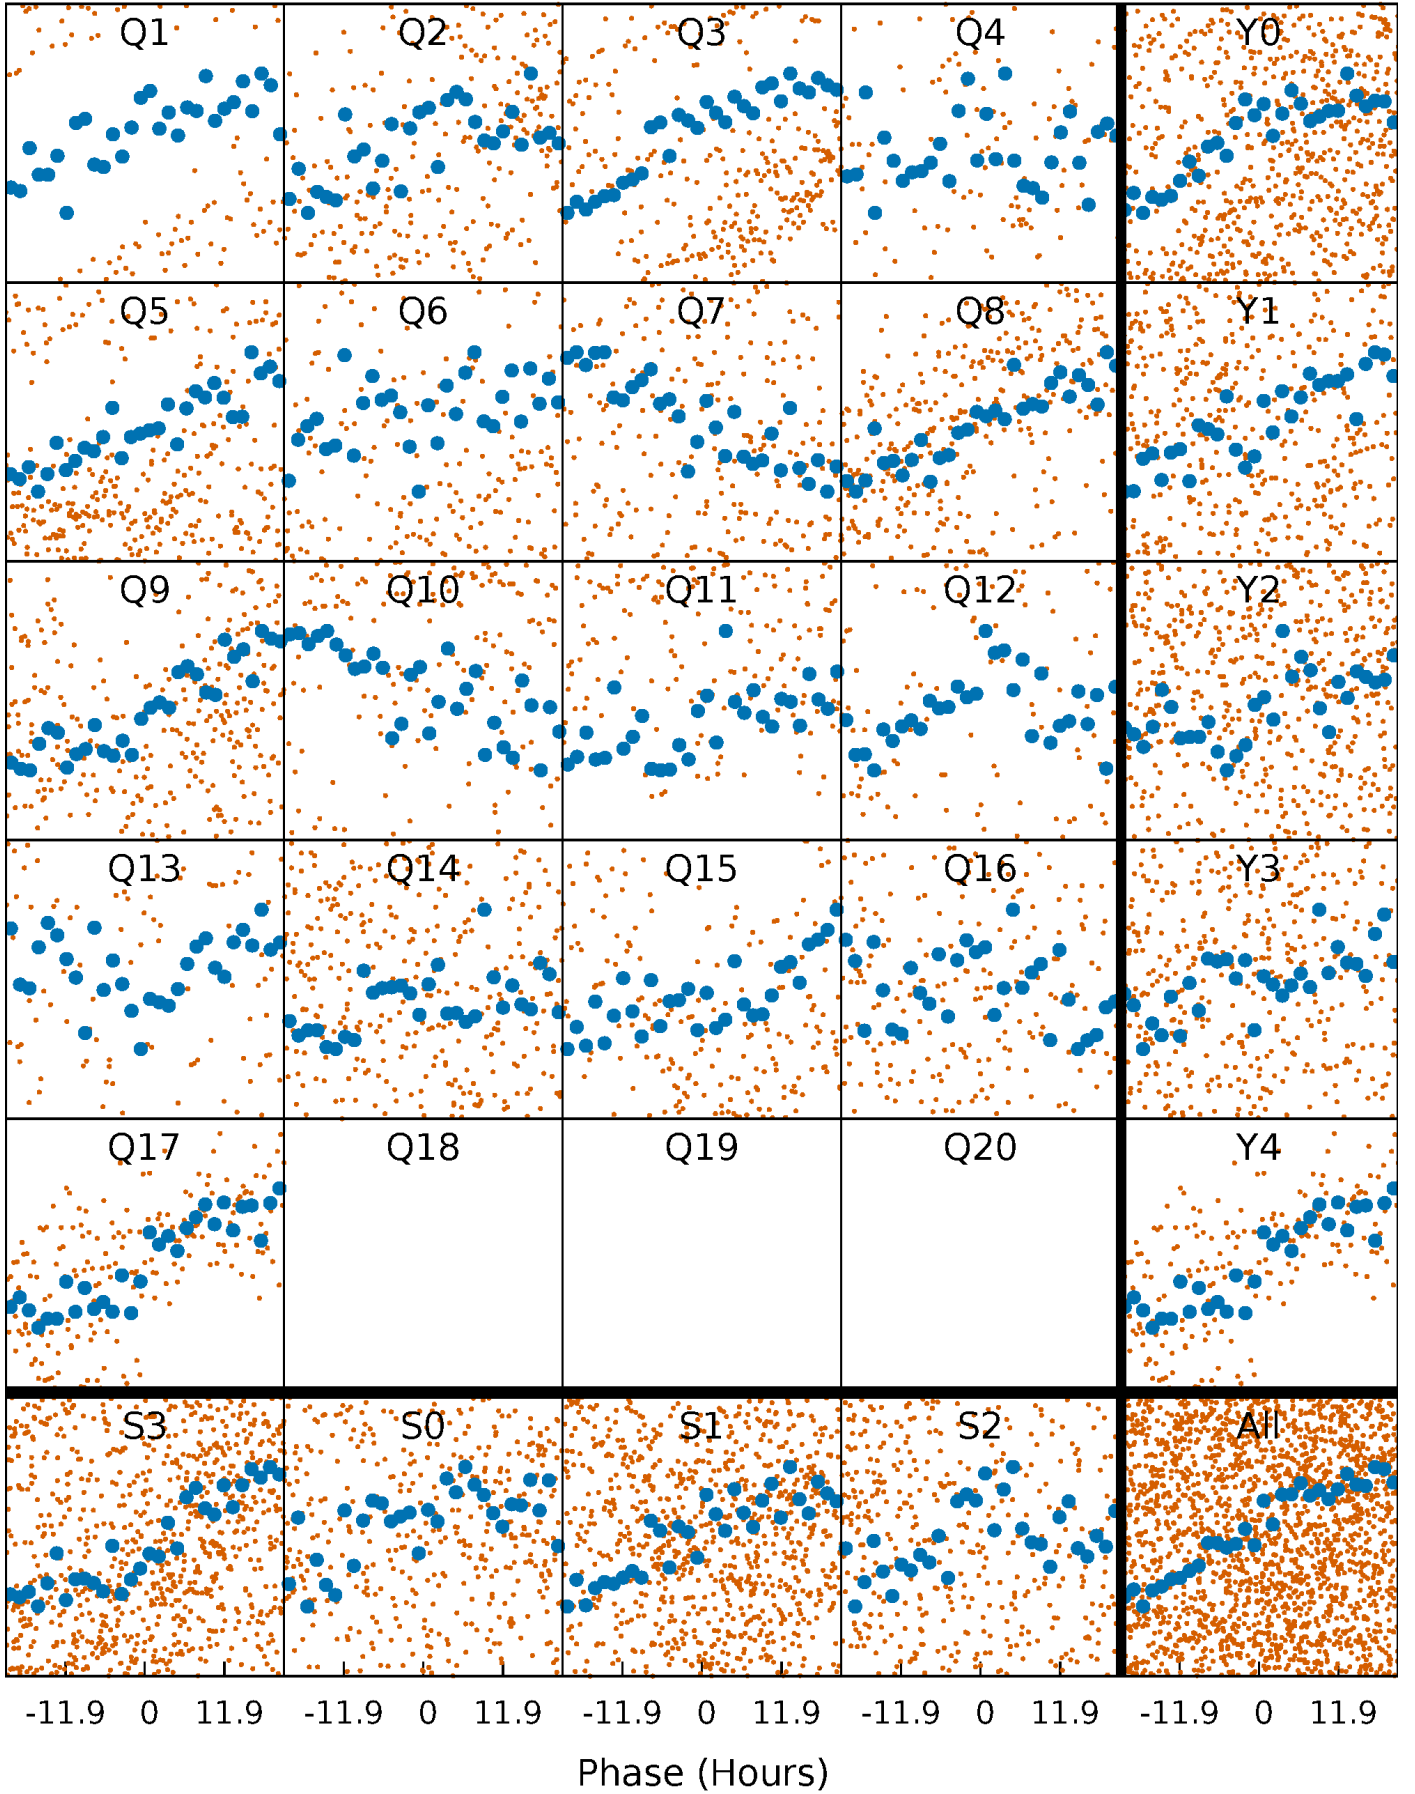 Q1 Q2 Q3 Q4 Y0
Q5 Q6 Q7 Q8 Y1
Q9 Q10 Q11 Q12 Y2
Q13 Q14 Q15 Q16 Y3
Q17 Q18 Q19 Q20 Y4
S3 S0 S1 S2 All
-11.9 0 11.9 -11.9 0 11.9 -11.9 0 11.9 -11.9 0 11.9 -11.9 0 11.9
Phase (Hours)